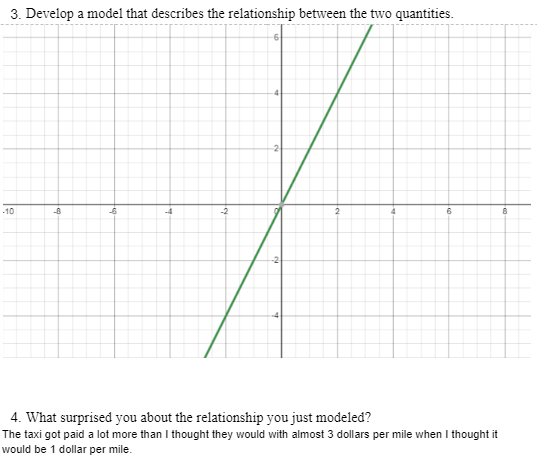 3. Develop a model that describes the relationship between the two quantities.
6
4
2
-10 -8 -6 -4 -2 0 2 4 6 8
-2
-4
4. What surprised you about the relationship you just modeled?
The taxi got paid a lot more than I thought they would with almost 3 dollars per mile when I thought it
would be 1 dollar per mile.